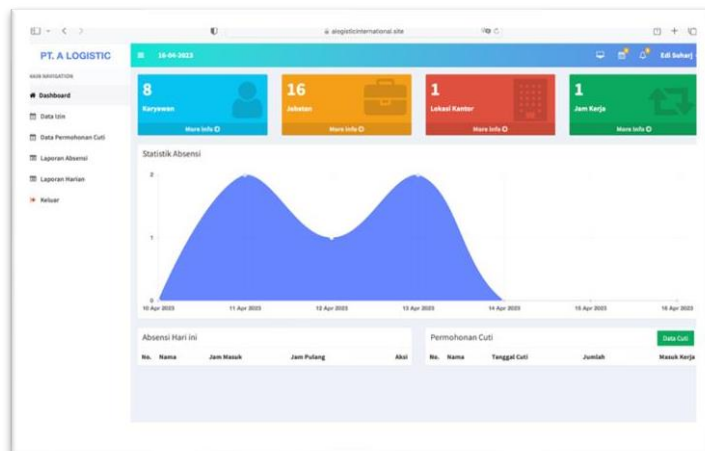 alogisticinternational.site
PT. A LOGISTIC
16-04-2023
Edi Suharj
MAIN NAVIGATION
Dashboard
Data Izin
Data Permohonan Cuti
Laporan Absensi
Laporan Harian
Keluar
8
Karyawan
More info
16
Jabatan
More info
1
Lokasi Kantor
More info
1
Jam Kerja
More info
Statistik Absensi
2
1
0
10 Apr 2023 11 Apr 2023 12 Apr 2023 13 Apr 2023 14 Apr 2023 15 Apr 2023 16 Apr 2023
Absensi Hari ini
No. Nama Jam Masuk Jam Pulang Aksi
Permohonan Cuti
Data Cuti
No. Nama Tanggal Cuti Jumlah Masuk Kerja